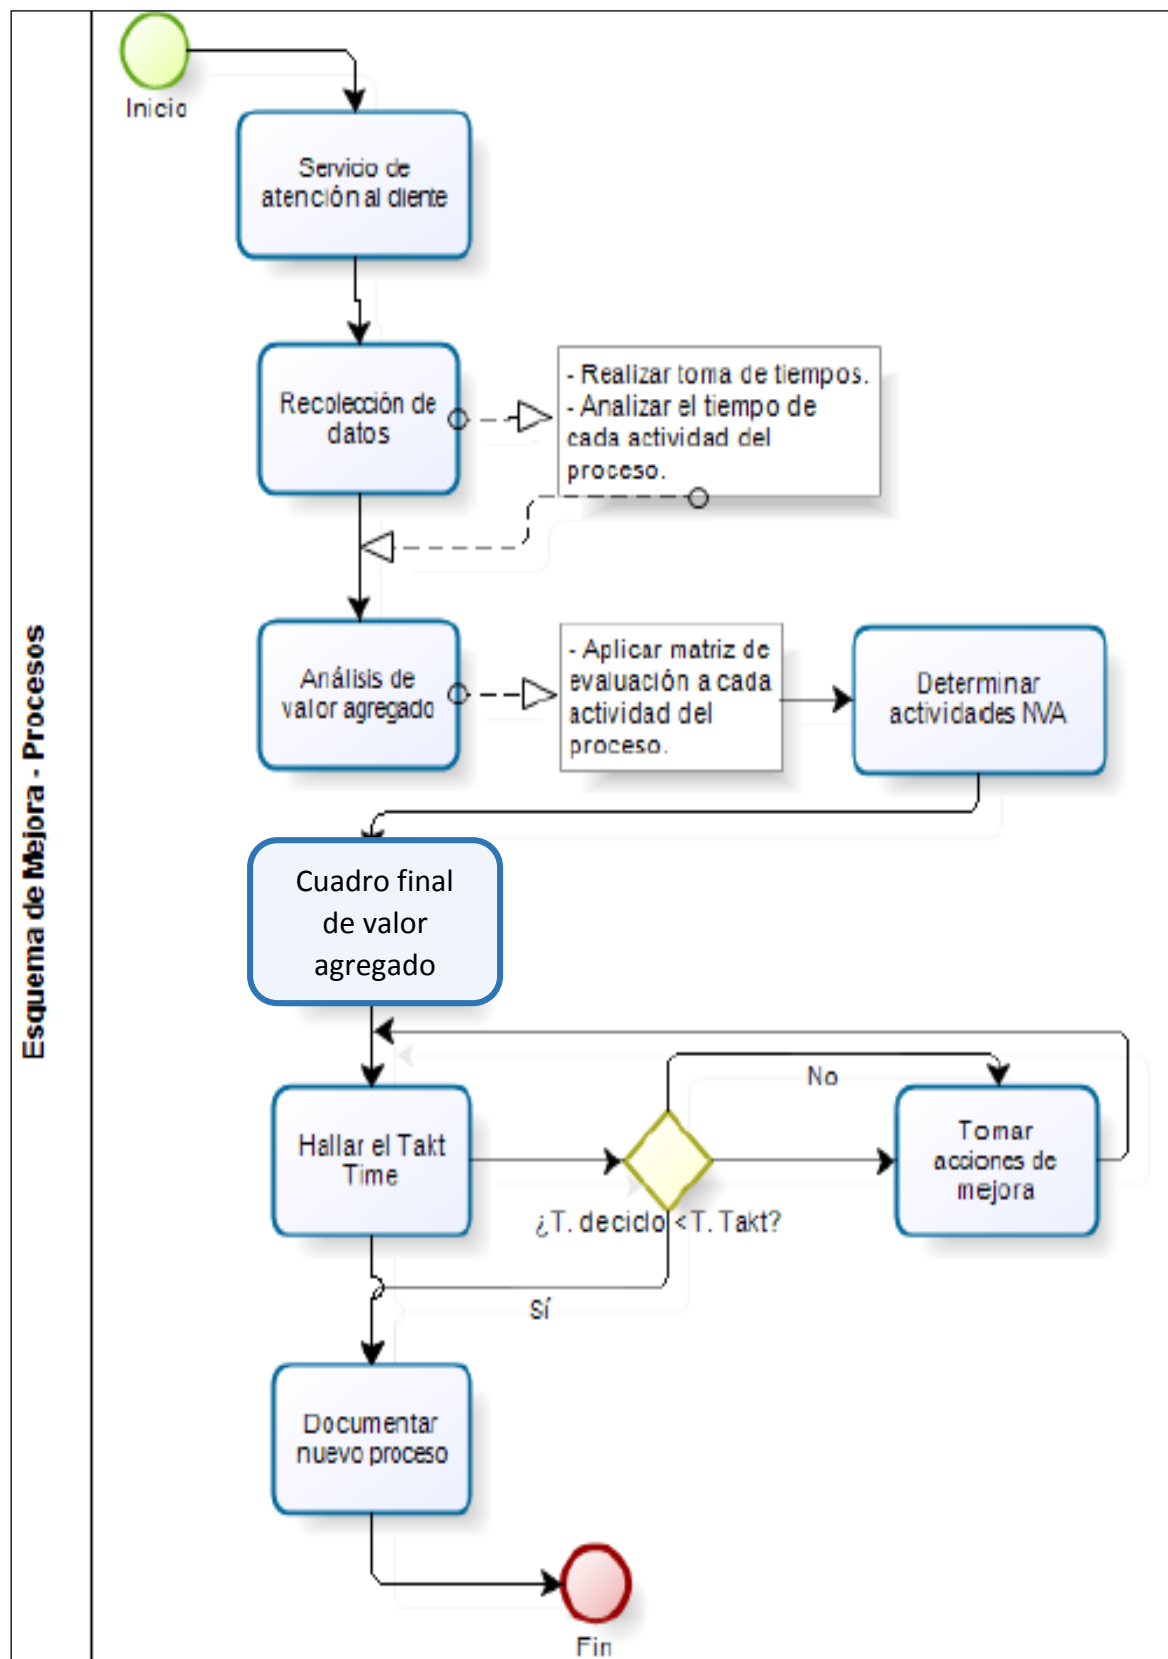 Esquema de Mejora - Procesos
Inicio
Servicio de
atención al cliente
Recolección de
datos
- Realizar toma de tiempos.
- Analizar el tiempo de
cada actividad del
proceso.
Análisis de
valor agregado
- Aplicar matriz de
evaluación a cada
actividad del
proceso.
Determinar
actividades NVA
Cuadro final
de valor
agregado
Hallar el Takt
Time
¿T. de ciclo <T. Takt?
No
Tomar
acciones de
mejora
Sí
Documentar
nuevo proceso
Fin